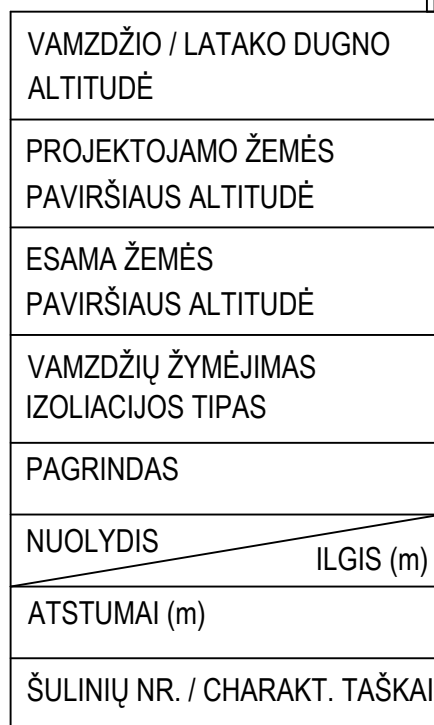 VAMZDŽIO / LATAKO DUGNO
ALTITUDĖ
PROJEKTOJAMO ŽEMĖS
PAVIRŠIAUS ALTITUDĖ
ESAMA ŽEMĖS
PAVIRŠIAUS ALTITUDĖ
VAMZDŽIŲ ŽYMĖJIMAS
IZOLIACIJOS TIPAS
PAGRINDAS
NUOLYDIS
ILGIS (m)
ATSTUMAI (m)
ŠULINIŲ NR. / CHARAKT. TAŠKAI